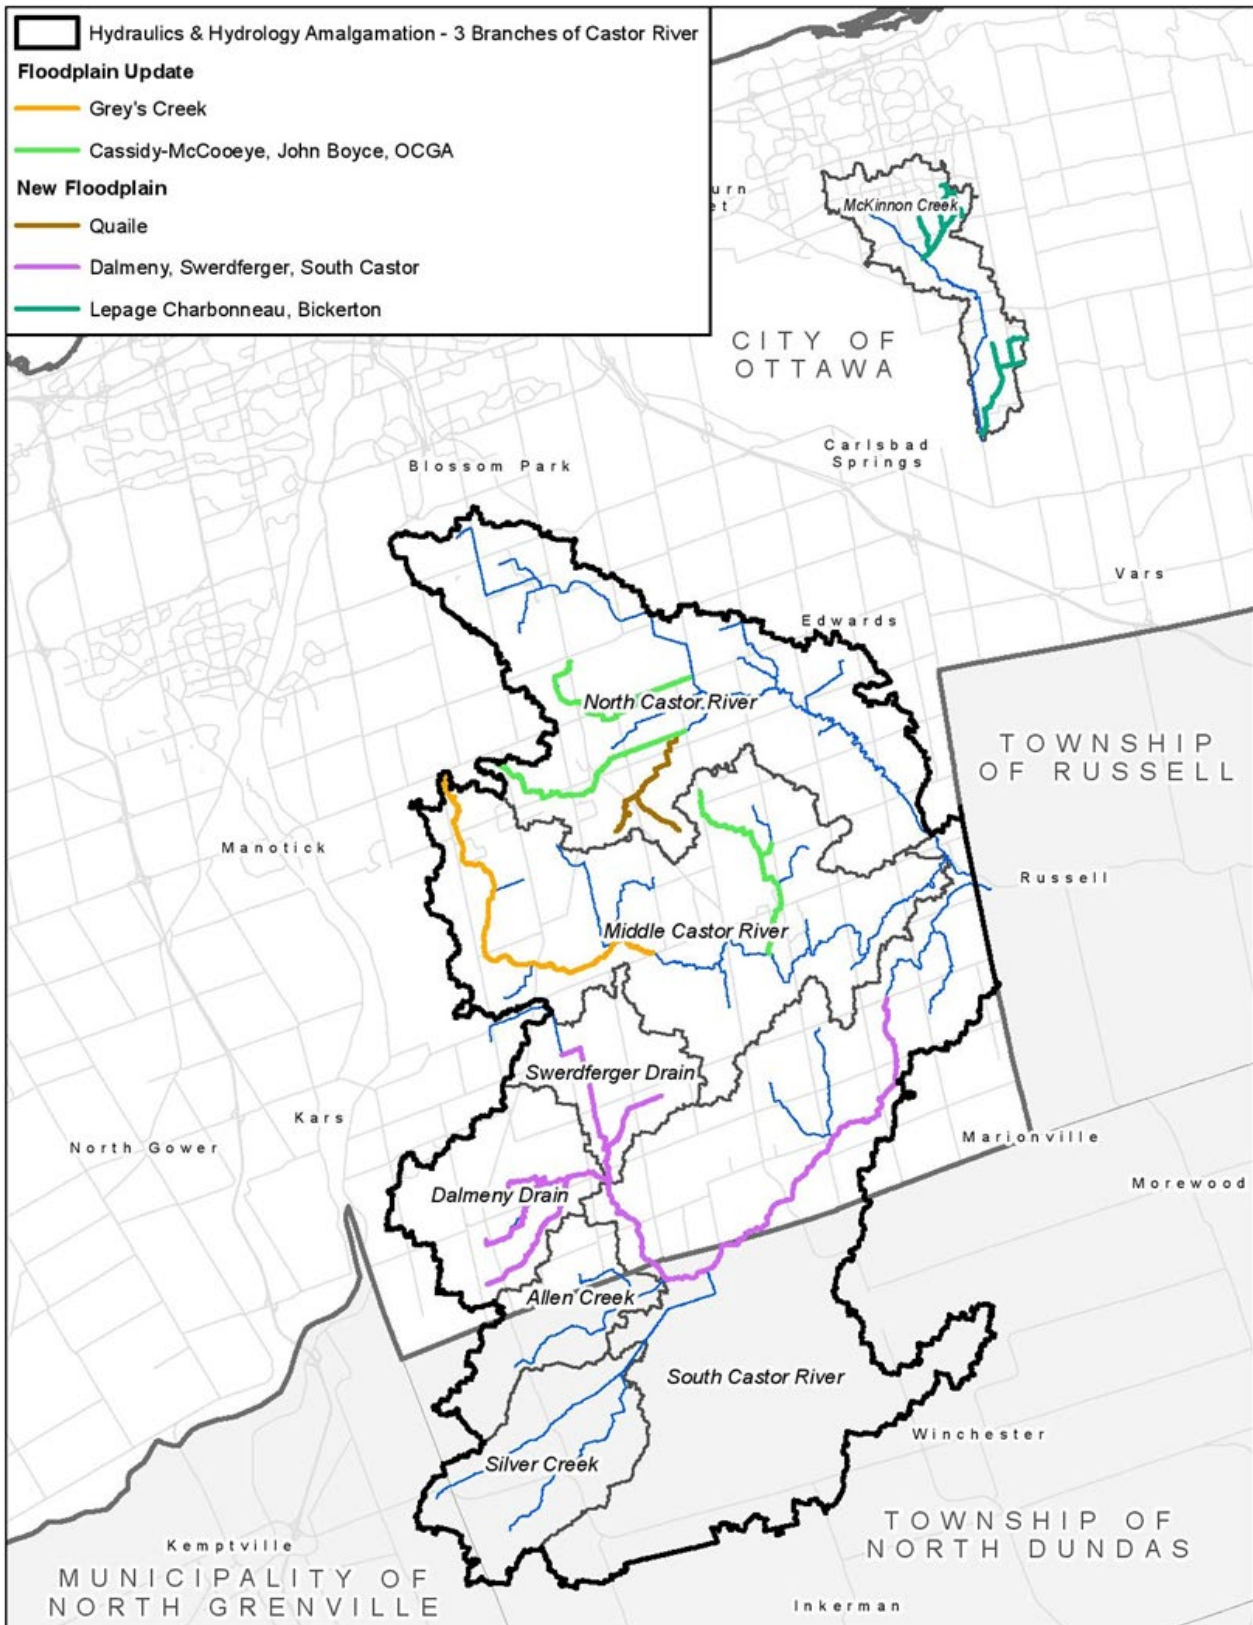 Hydraulics & Hydrology Amalgamation - 3 Branches of Castor River
Floodplain Update
Grey's Creek
Cassidy-McCooeye, John Boyce, OCGA
New Floodplain
Quaile
Dalmeny, Swerdferger, South Castor
Lepage Charbonneau, Bickerton
urn
et
McKinnon Creek
CITY OF
OTTAWA
Carlsbad
Springs
Blossom Park
Vars
Edwards
North Castor River
TOWNSHIP
OF RUSSELL
Manotick
Russell
Middle Castor River
Swerdferger Drain
Kars
North Gower
Marionville
Morewood
Dalmeny Drain
Allen Creek
South Castor River
Winchester
Silver Creek
TOWNSHIP OF
NORTH DUNDAS
Kemptville
MUNICIPALITY OF
NORTH GRENVILLE
Inkerman